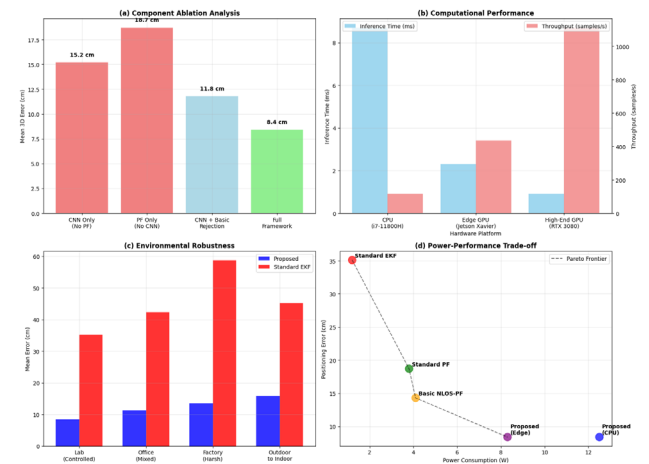 (a) Component Ablation Analysis
17.5
15.0
12.5
10.0
7.5
5.0
2.5
0.0
Mean 3D Error (cm)
15.2 cm
18.7 cm
11.8 cm
8.4 cm
CNN Only
(No PF)
PF Only
(No CNN)
CNN + Basic
Rejection
Full
Framework
(b) Computational Performance
Inference Time (ms)
Throughput (samples/s)
8
6
4
2
0
Inference Time (ms)
1000
800
600
400
200
0
Throughput (samples/s)
CPU
(i7-11800H)
Edge GPU
(Jetson Xavier)
High-End GPU
(RTX 3080)
Hardware Platform
(c) Environmental Robustness
Proposed
Standard EKF
60
50
40
30
20
10
0
Mean Error (cm)
Lab
(Controlled)
Office
(Mixed)
Factory
(Harsh)
Outdoor
to Indoor
(d) Power-Performance Trade-off
Pareto Frontier
35
30
25
20
15
10
Positioning Error (cm)
Standard EKF
Standard PF
Basic NLOS-PF
Proposed
(Edge)
Proposed
(CPU)
2
4
6
8
10
12
Power Consumption (W)